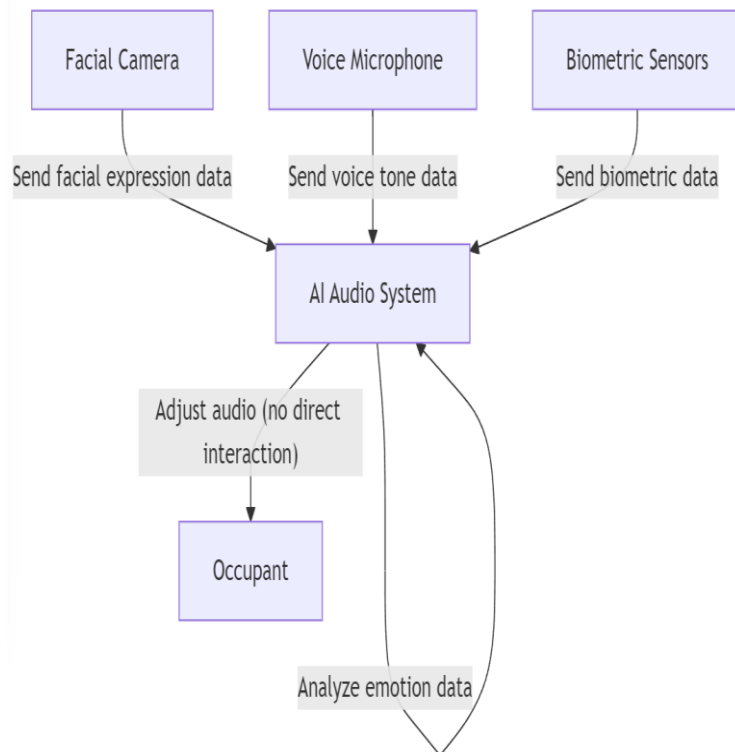 Facial Camera
Voice Microphone
Biometric Sensors
Send facial expression data
Send voice tone data
Send biometric data
AI Audio System
Adjust audio (no direct
interaction)
Occupant
Analyze emotion data